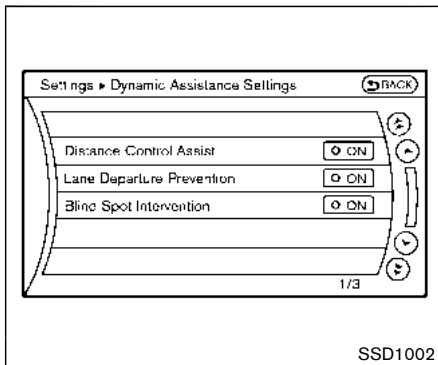 Settings ▸ Dynamic Assistance Settings BACK
Distance Control Assist ON
Lane Departure Prevention ON
Blind Spot Intervention ON
1/3
SSD1002